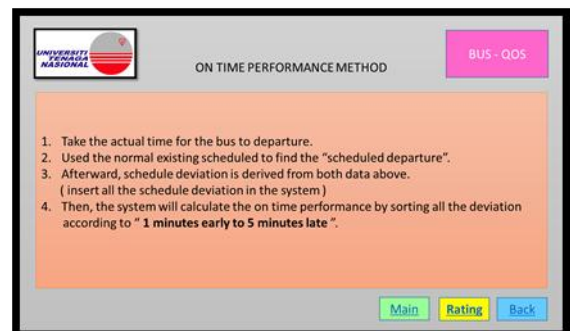 UNIVERSITI
TENAGA
NASIONAL
ON TIME PERFORMANCE METHOD
BUS - QOS
1. Take the actual time for the bus to departure.
2. Used the normal existing scheduled to find the “scheduled departure”.
3. Afterward, schedule deviation is derived from both data above.
( insert all the schedule deviation in the system )
4. Then, the system will calculate the on time performance by sorting all the deviation
according to “ 1 minutes early to 5 minutes late ”.
Main
Rating
Back